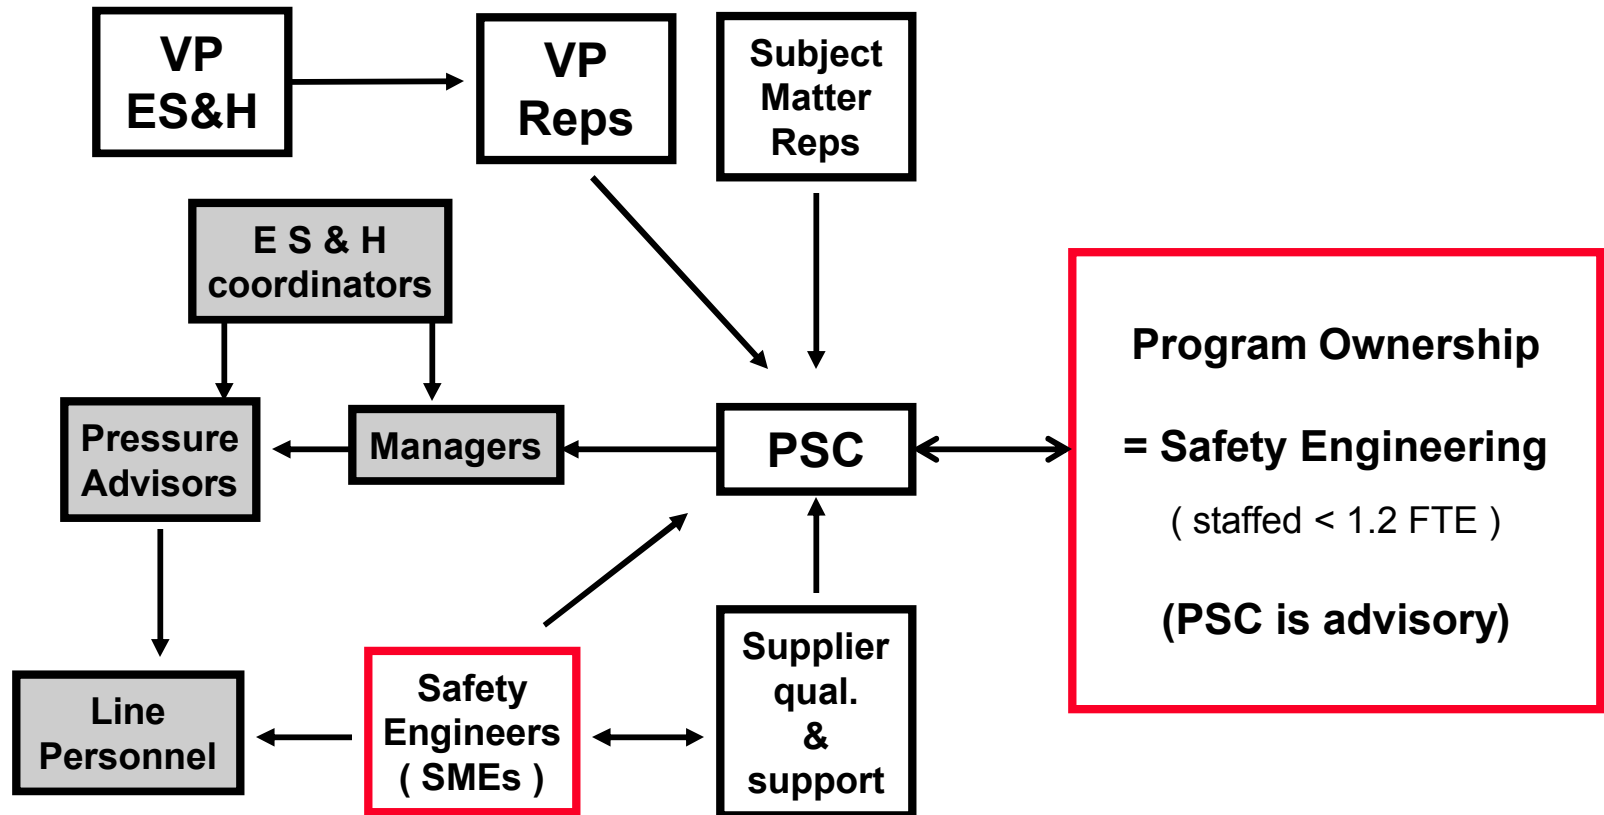 VP
ES&H
VP
Reps
Subject
Matter
Reps
E S & H
coordinators
Pressure
Advisors
Managers
PSC
Program Ownership
= Safety Engineering
( staffed < 1.2 FTE )
(PSC is advisory)
Line
Personnel
Safety
Engineers
( SMEs )
Supplier
qual.
&
support